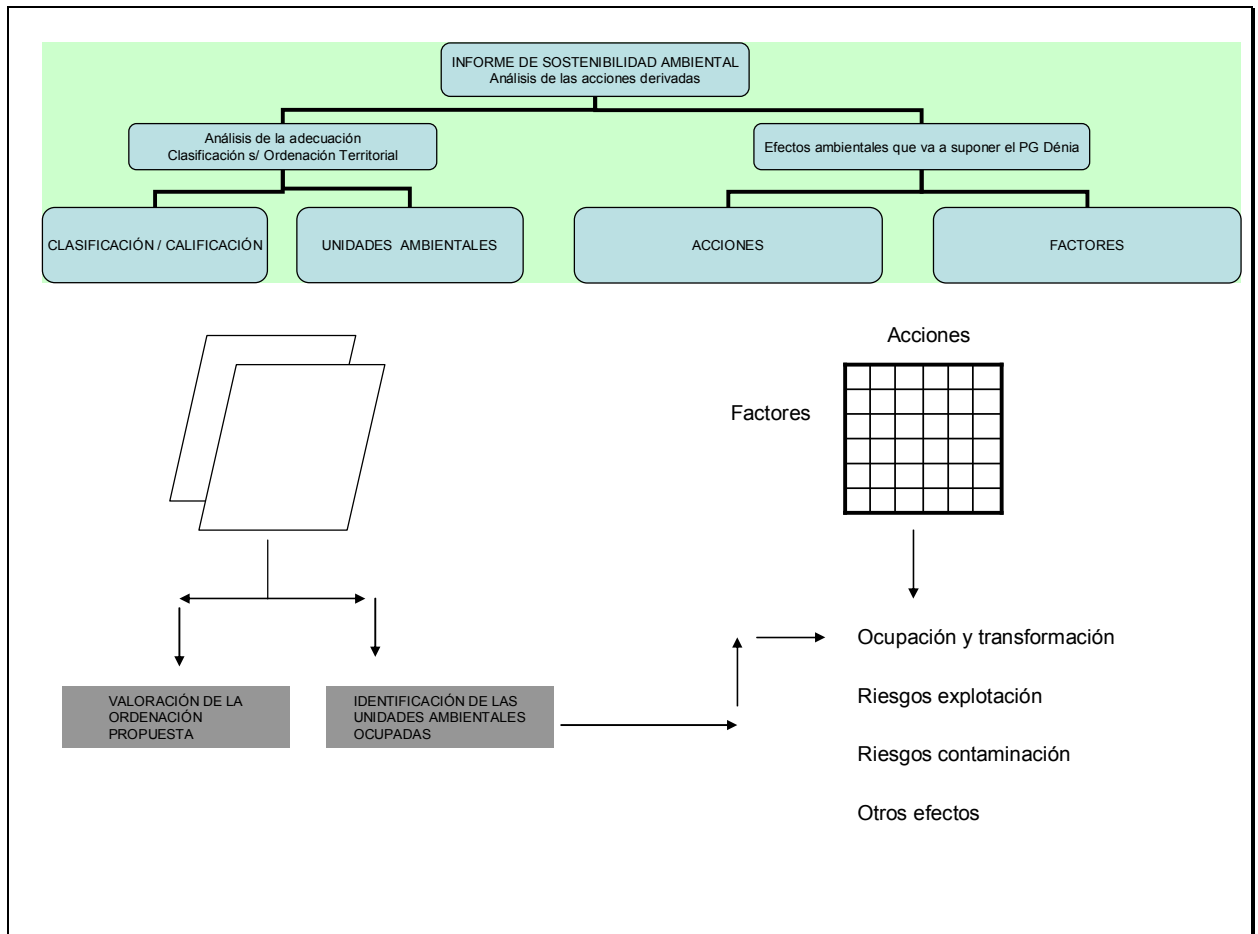 INFORME DE SOSTENIBILIDAD AMBIENTAL
Análisis de las acciones derivadas
Análisis de la adecuación
Clasificación s/ Ordenación Territorial
Efectos ambientales que va a suponer el PG Dénia
CLASIFICACIÓN / CALIFICACIÓN
UNIDADES AMBIENTALES
ACCIONES
FACTORES
Acciones
Factores
VALORACIÓN DE LA
ORDENACIÓN
PROPUESTA
IDENTIFICACIÓN DE LAS
UNIDADES AMBIENTALES
OCUPADAS
Ocupación y transformación
Riesgos explotación
Riesgos contaminación
Otros efectos